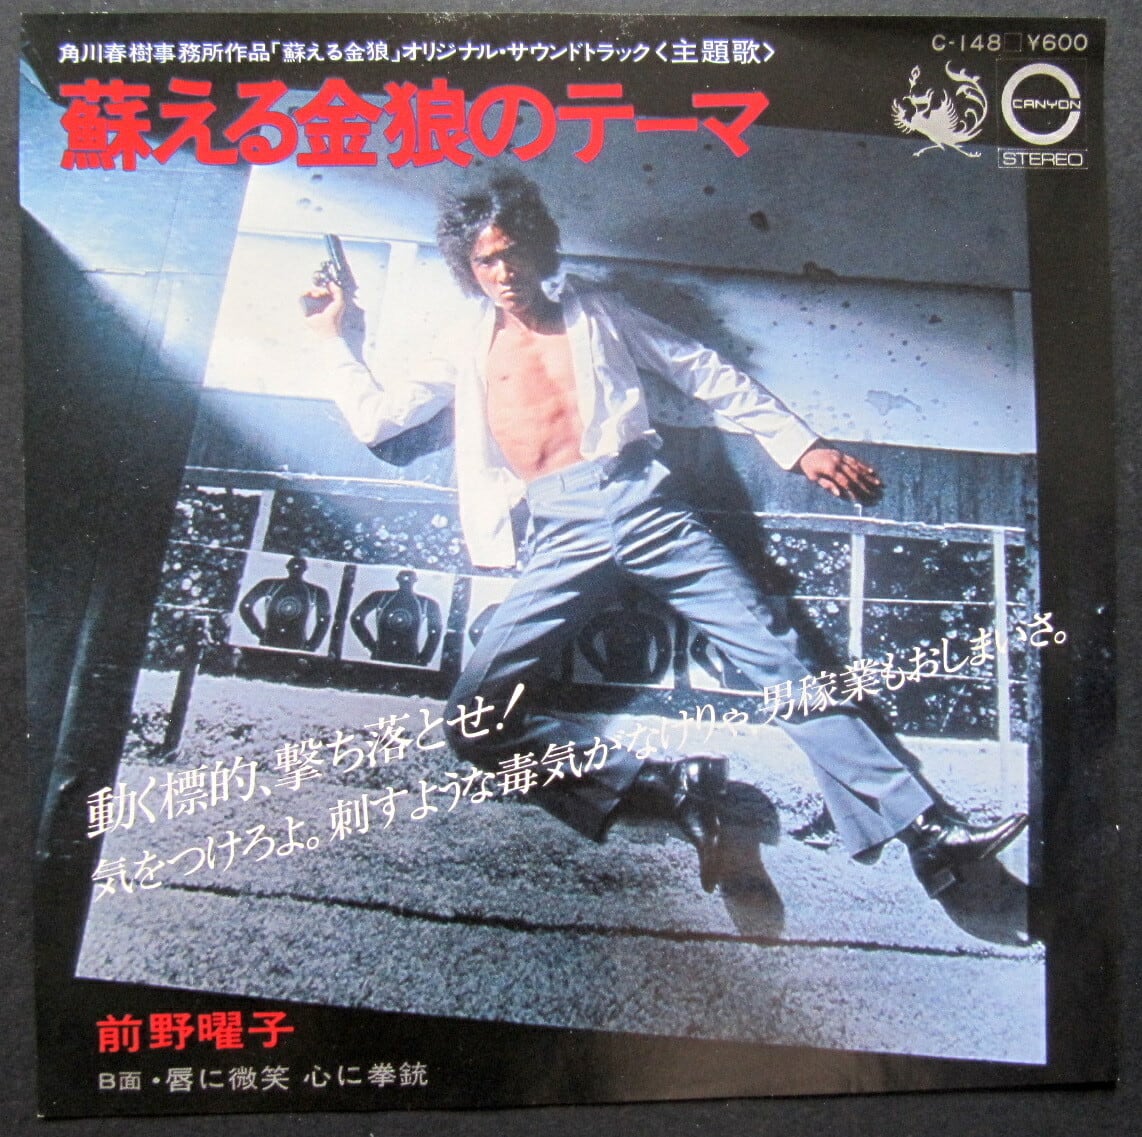 角川春樹事務所作品「蘇える金狼」オリジナル・サウンドトラック〈主題歌〉
C-148□¥600
蘇える金狼のテーマ
CANYON
STEREO
動く標的、撃ち落とせ!
気をつけろよ。刺すような毒気がなけりゃ、男稼業もおしまいさ。
前野曜子
B面・唇に微笑 心に拳銃